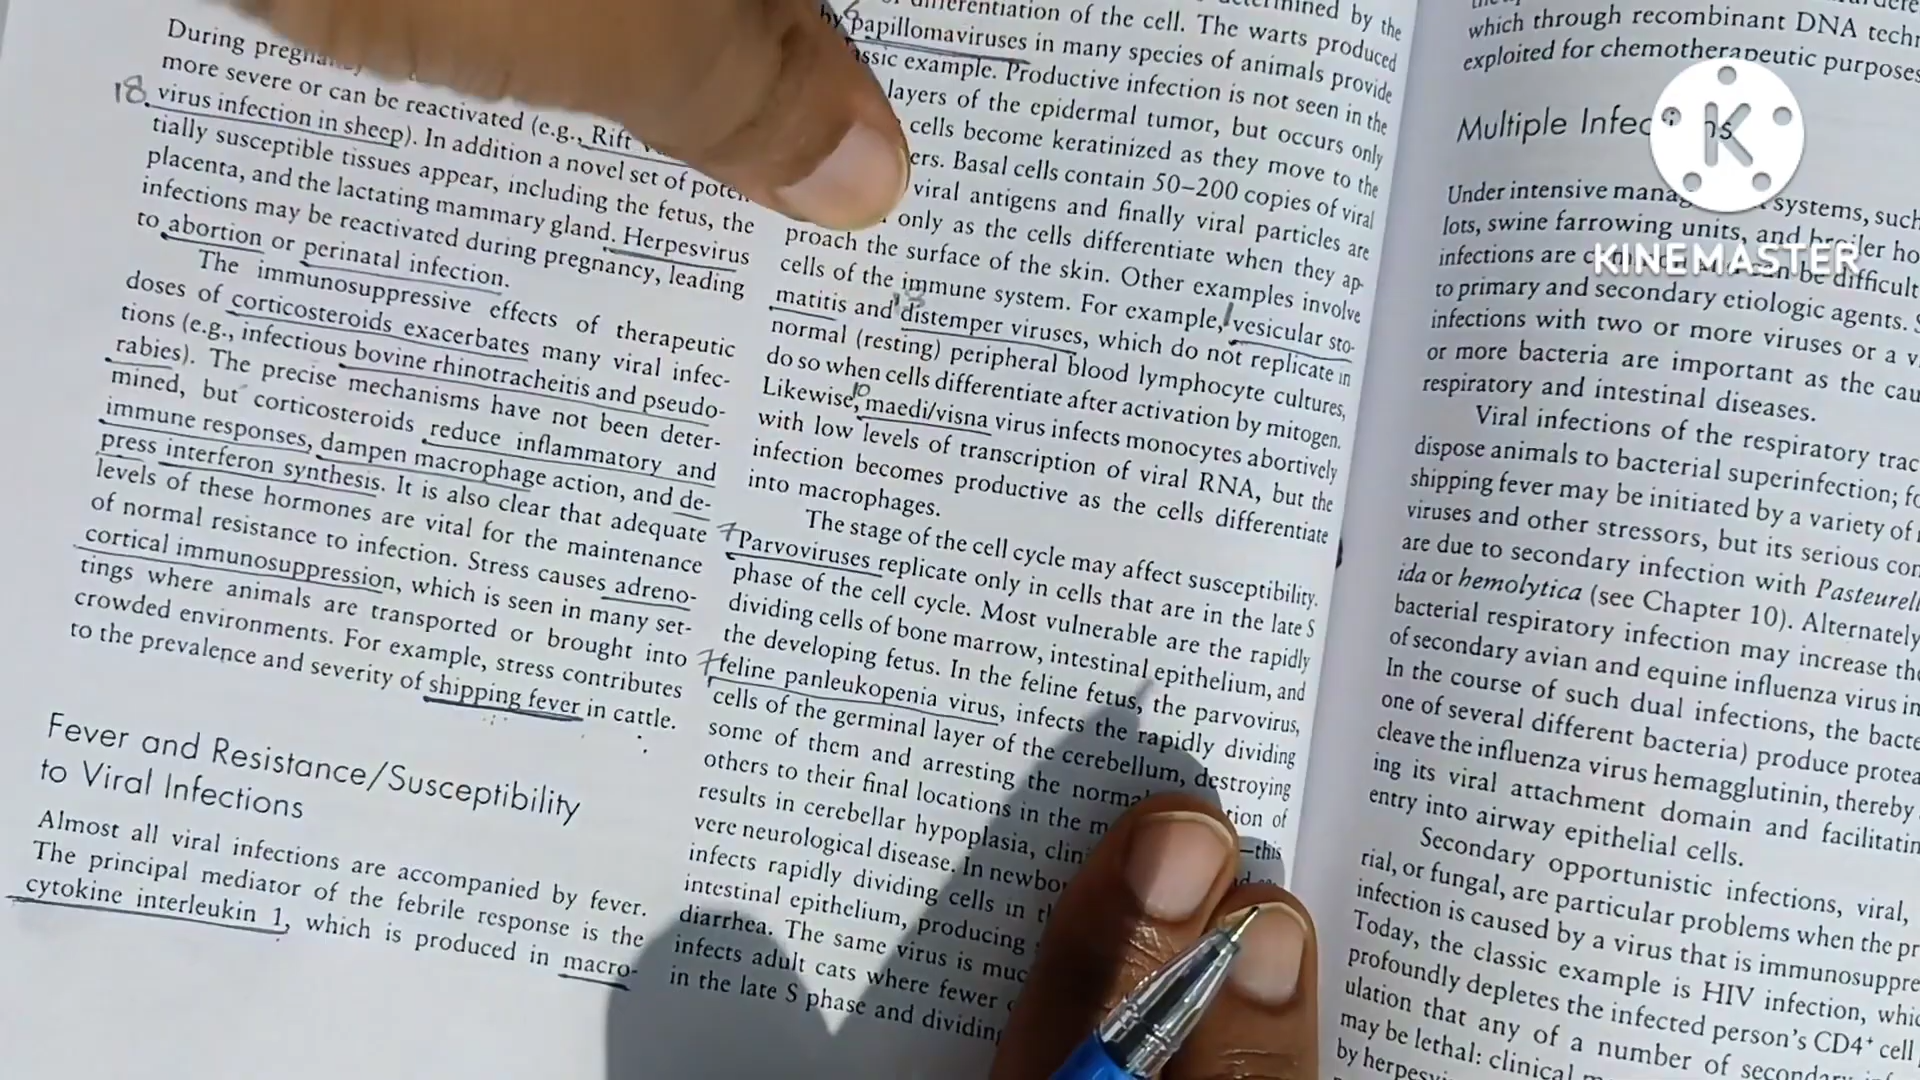 During
more severe or can be reactivated (e.g., Rift
18 virus infection in sheep). In addition a novel set of
tially susceptible tissues appear, including the fetus, the
placenta, and the lactating mammary gland. Herpesvirus
infections may be reactivated during pregnancy, leading
to abortion or perinatal infection.
The immunosuppressive effects of therapeutic
doses of corticosteroids exacerbates many viral infec-
tions (e.g., infectious bovine rhinotracheitis and pseudo-
rabies). The precise mechanisms have not been deter-
mined, but corticosteroids reduce inflammatory and
immune responses, dampen macrophage action, and de-
press interferon synthesis. It is also clear that adequate
levels of these hormones are vital for the maintenance
of normal resistance to infection. Stress causes adreno-
cortical immunosuppression, which is seen in many set-
tings where animals are transported or brought into
crowded environments. For example, stress contributes
to the prevalence and severity of shipping fever in cattle.
Fever and Resistance/Susceptibility
to Viral Infections
Almost all viral infections are accompanied by fever.
The principal mediator of the febrile response is the
cytokine interleukin 1, which is produced in macro-
differentiation of the cell. The warts produced
by papillomaviruses in many species of animals provide
example. Productive infection is not seen in the
layers of the epidermal tumor, but occurs only
cells become keratinized as they move to the
Basal cells contain 50–200 copies of viral
viral antigens and finally viral particles are
only as the cells differentiate when they ap-
proach the surface of the skin. Other examples involve
cells of the immune system. For example, vesicular sto-
matitis and distemper viruses, which do not replicate in
normal (resting) peripheral blood lymphocyte cultures,
do so when cells differentiate after activation by mitogen.
Likewise, maedi/visna virus infects monocytes abortively
with low levels of transcription of viral RNA, but the
infection becomes productive as the cells differentiate
into macrophages.
The stage of the cell cycle may affect susceptibility.
7 Parvoviruses replicate only in cells that are in the late S
phase of the cell cycle. Most vulnerable are the rapidly
dividing cells of bone marrow, intestinal epithelium, and
the developing fetus. In the feline fetus, the parvovirus,
7 feline panleukopenia virus, infects the rapidly dividing
cells of the germinal layer of the cerebellum, destroying
some of them and arresting the
others to their final locations in the —this
results in cerebellar hypoplasia,
vere neurological disease. In
infects rapidly dividing cells in
intestinal epithelium, producing
diarrhea. The same virus is
infects adult cats where fewer
in the late S phase and dividing
which through recombinant DNA
exploited for chemotherapeutic purposes
Multiple
Under intensive systems, such
lots, swine farrowing units, and broiler
infections are can be difficult
to primary and secondary etiologic agents.
infections with two or more viruses or a
or more bacteria are important as the
respiratory and intestinal diseases.
Viral infections of the respiratory
dispose animals to bacterial superinfection;
shipping fever may be initiated by a variety of
viruses and other stressors, but its serious
are due to secondary infection with
ida or hemolytica (see Chapter 10). Alternately
bacterial respiratory infection may increase
of secondary avian and equine influenza virus
In the course of such dual infections, the
one of several different bacteria) produce
cleave the influenza virus hemagglutinin, thereby
ing its viral attachment domain and
entry into airway epithelial cells.
Secondary opportunistic infections, viral,
rial, or fungal, are particular problems when the
infection is caused by a virus that is
Today, the classic example is HIV infection,
profoundly depletes the infected person's CD4+ cell
ulation that any of a number of
may be lethal: clinical
by
K
KINEMASTER